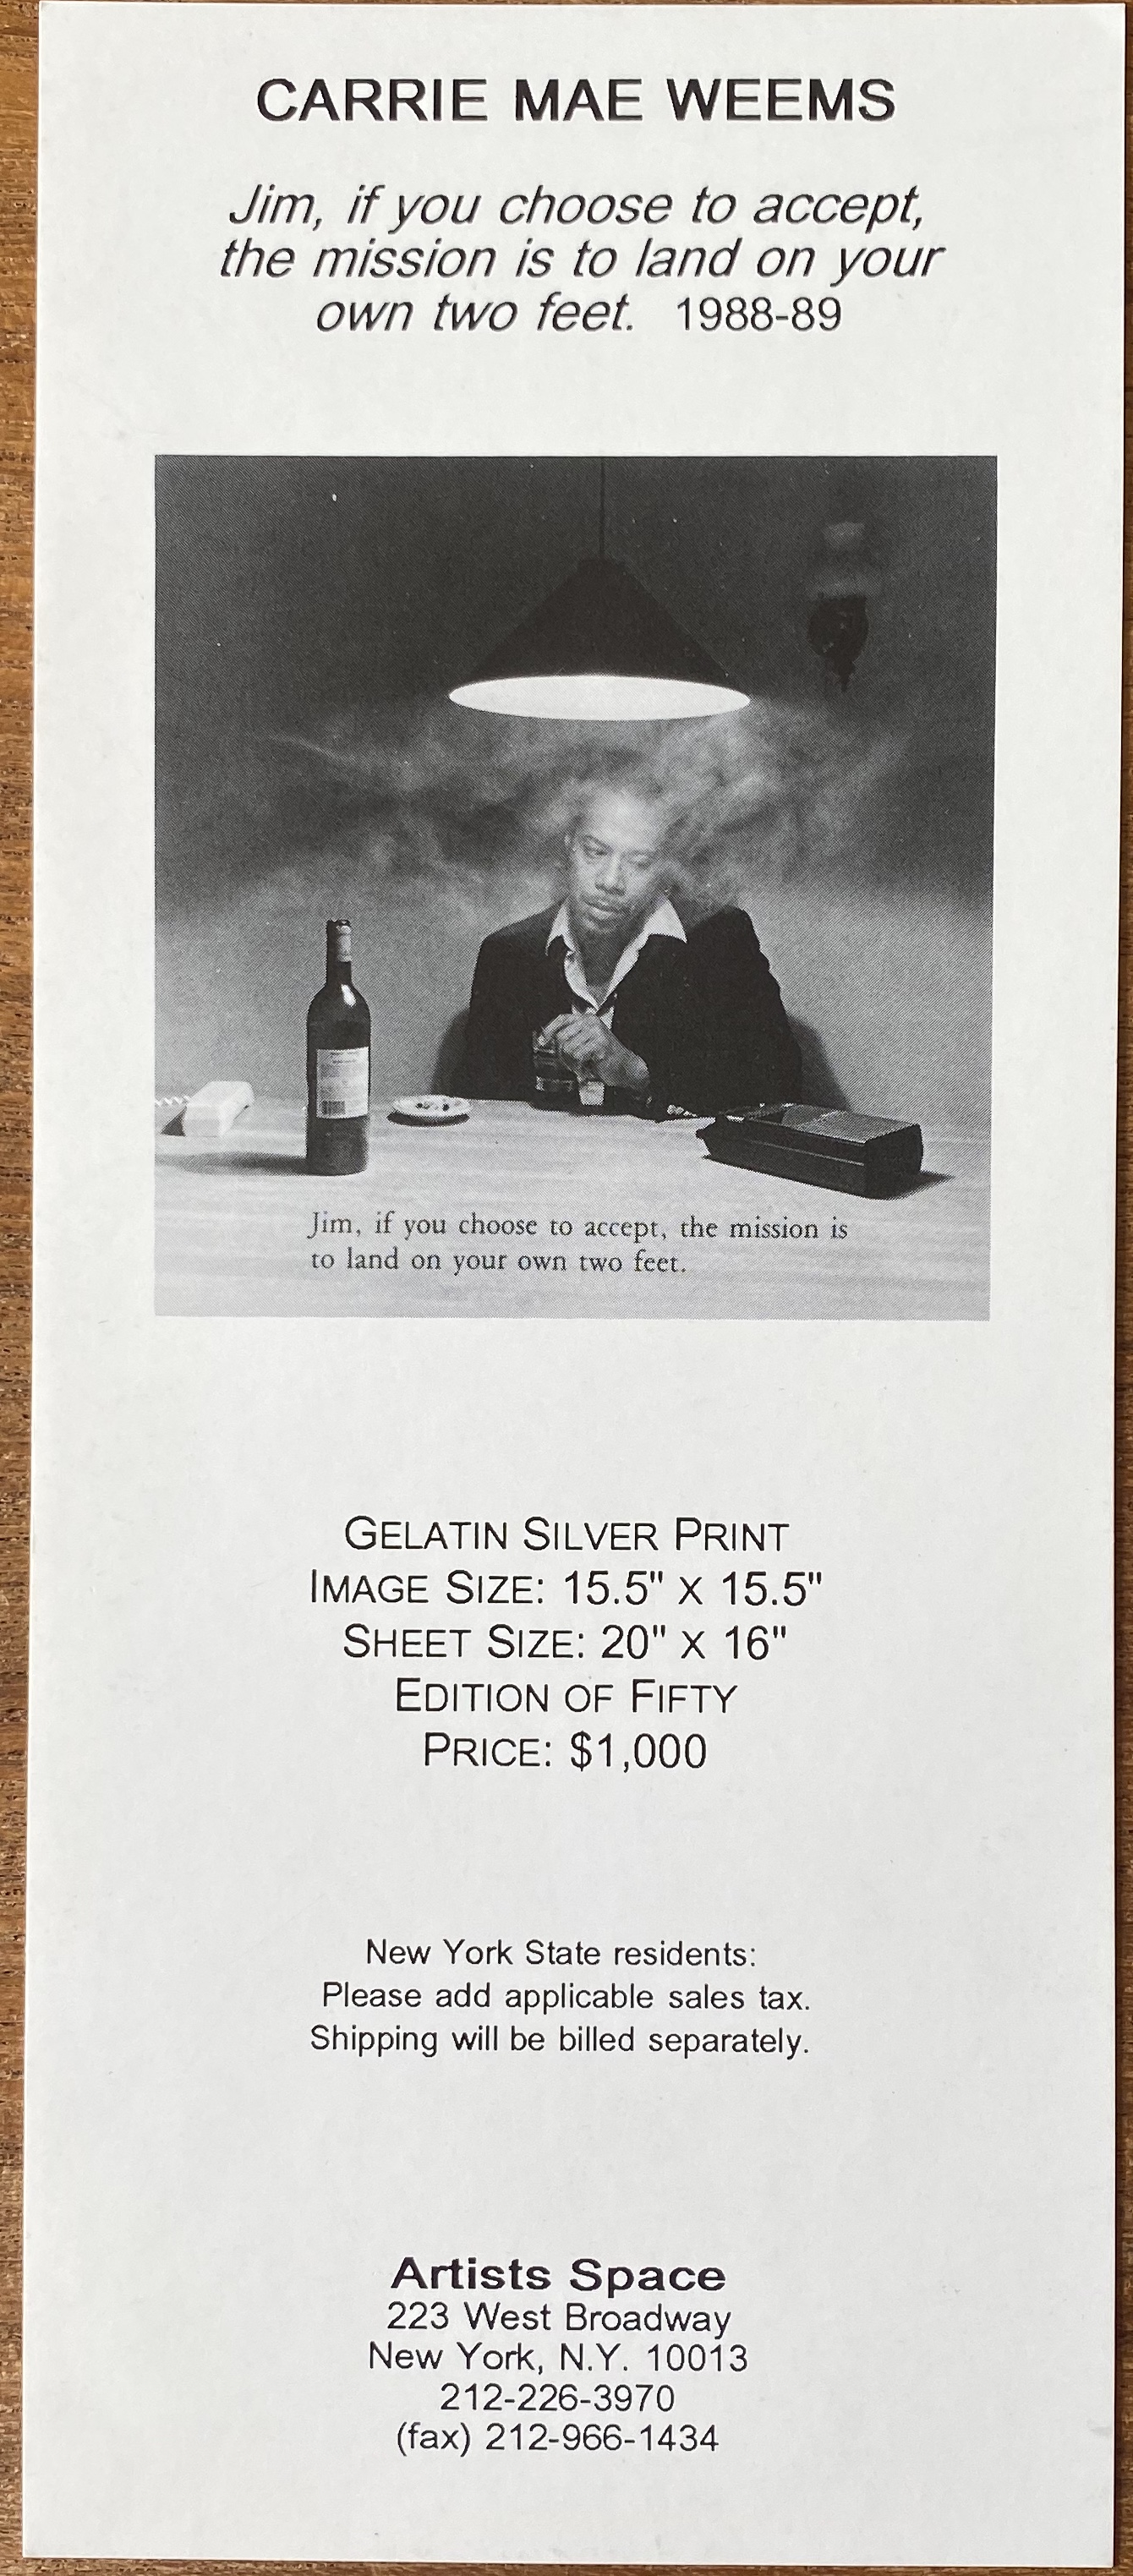 CARRIE MAE WEEMS
Jim, if you choose to accept,
the mission is to land on your
own two feet. 1988-89
Jim, if you choose to accept, the mission is
to land on your own two feet.
GELATIN SILVER PRINT
IMAGE SIZE: 15.5" X 15.5"
SHEET SIZE: 20" X 16"
EDITION OF FIFTY
PRICE: $1,000
New York State residents:
Please add applicable sales tax.
Shipping will be billed separately.
Artists Space
223 West Broadway
New York, N.Y. 10013
212-226-3970
(fax) 212-966-1434